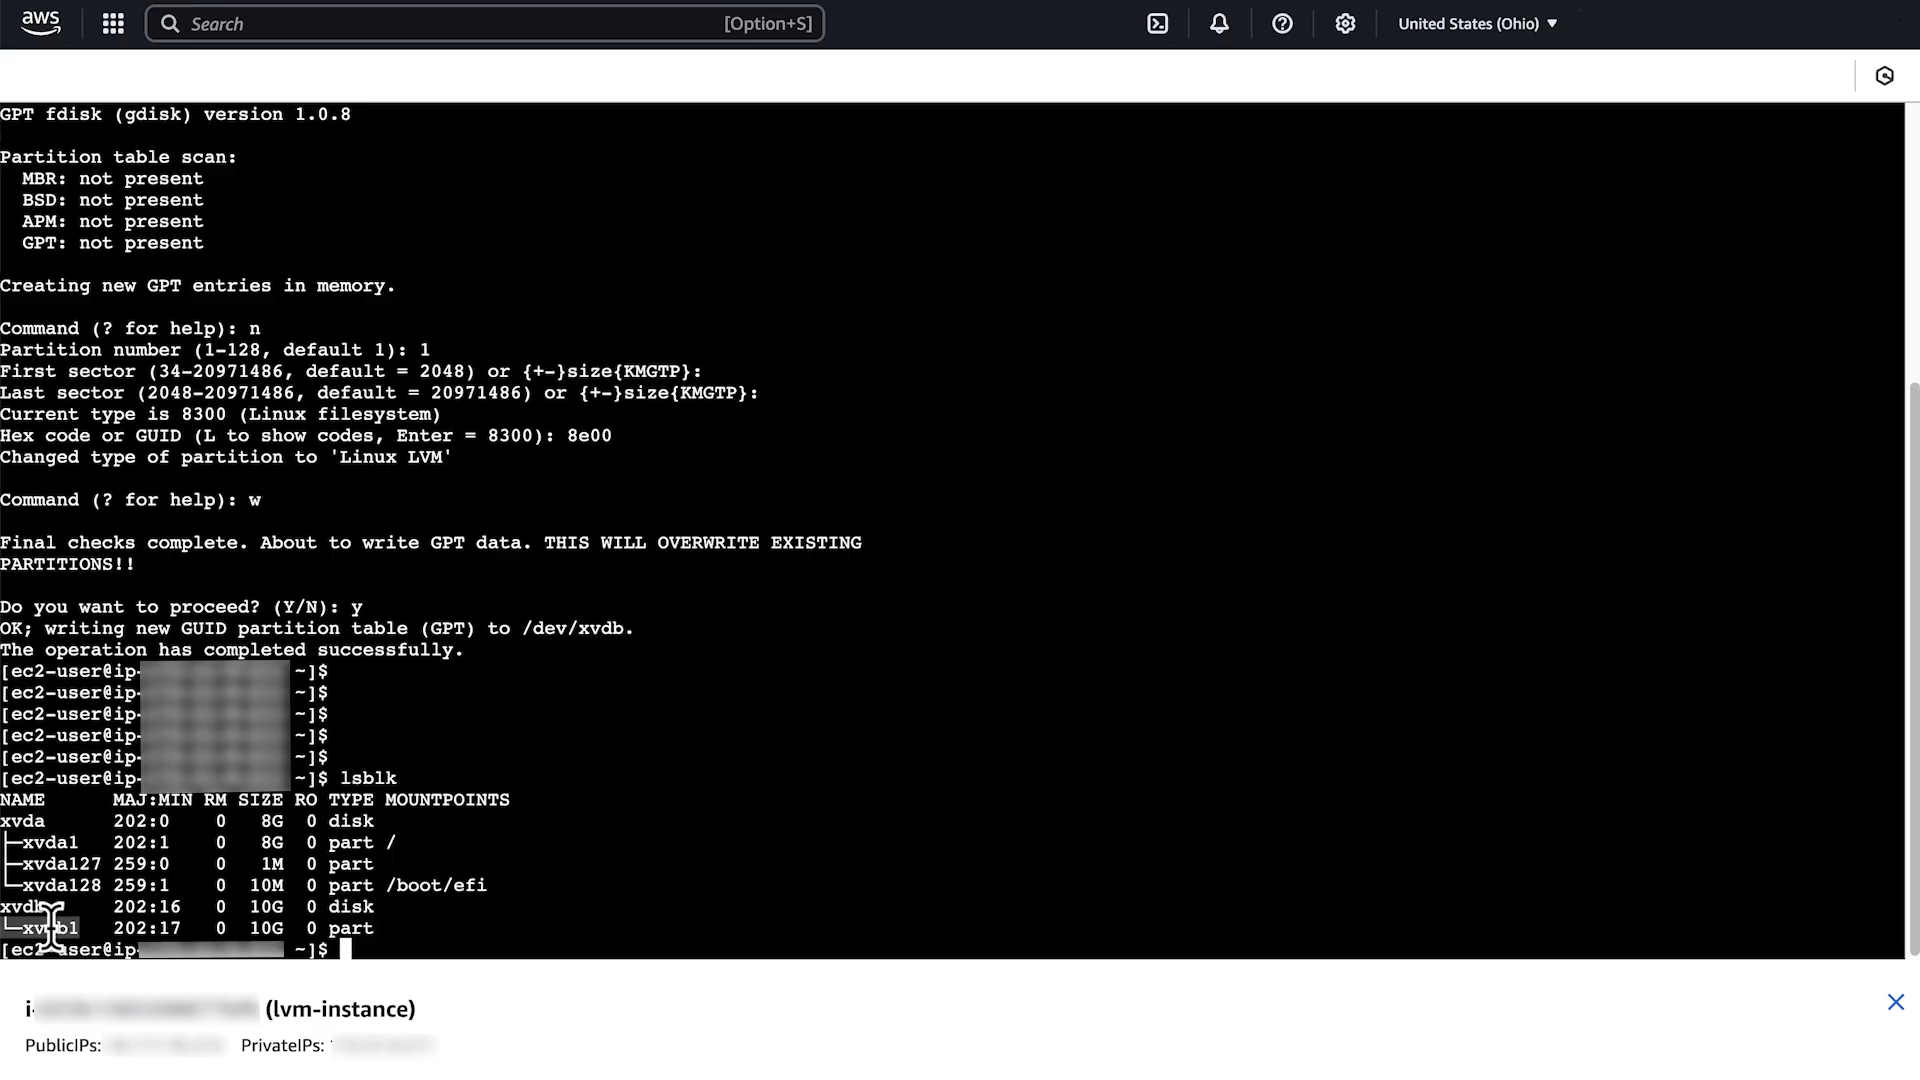 aws
Search [Option+S] United States (Ohio)
GPT fdisk (gdisk) version 1.0.8
Partition table scan:
MBR: not present
BSD: not present
APM: not present
GPT: not present
Creating new GPT entries in memory.
Command (? for help): n
Partition number (1-128, default 1): 1
First sector (34-20971486, default = 2048) or {+-}size{KMGTP}:
Last sector (2048-20971486, default = 20971486) or {+-}size{KMGTP}:
Current type is 8300 (Linux filesystem)
Hex code or GUID (L to show codes, Enter = 8300): 8e00
Changed type of partition to 'Linux LVM'
Command (? for help): w
Final checks complete. About to write GPT data. THIS WILL OVERWRITE EXISTING
PARTITIONS!!
Do you want to proceed? (Y/N): y
OK; writing new GUID partition table (GPT) to /dev/xvdb.
The operation has completed successfully.
[ec2-user@ip- ~]$
[ec2-user@ip- ~]$
[ec2-user@ip- ~]$
[ec2-user@ip- ~]$
[ec2-user@ip- ~]$
[ec2-user@ip- ~]$ lsblk
NAME MAJ:MIN RM SIZE RO TYPE MOUNTPOINTS
xvda 202:0 0 8G 0 disk
├─xvda1 202:1 0 8G 0 part /
├─xvda127 259:0 0 1M 0 part
└─xvda128 259:1 0 10M 0 part /boot/efi
xvdb 202:16 0 10G 0 disk
└─xvdb1 202:17 0 10G 0 part
[ec2-user@ip- ~]$
i- (lvm-instance)
PublicIPs: PrivateIPs: